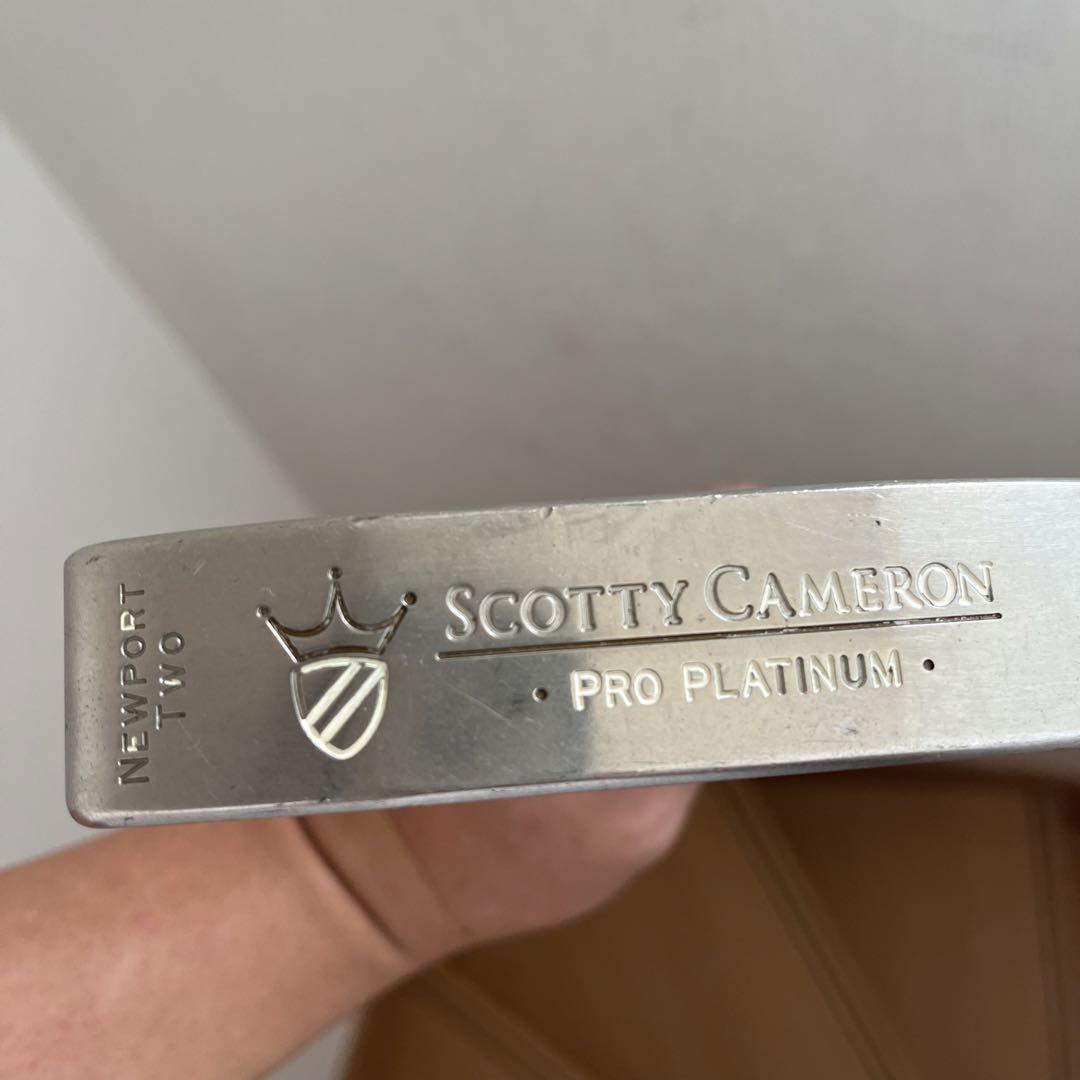 NEWPORT
TWO
SCOTTY CAMERON
· PRO PLATINUM ·